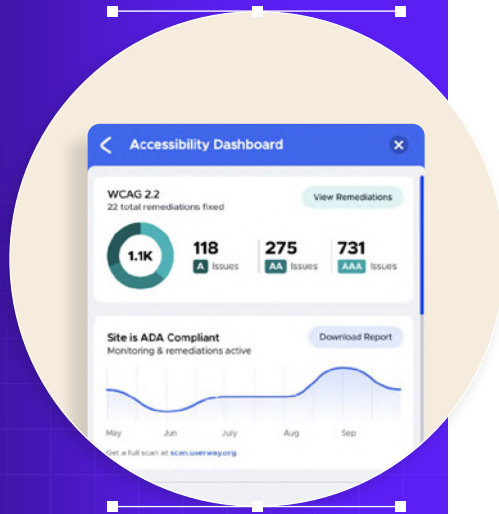 Accessibility Dashboard
WCAG 2.2
22 total remediations fixed
View Remediations
1.1K
118
A Issues
275
AA Issues
731
AAA Issues
Site is ADA Compliant
Monitoring & remediations active
Download Report
May Jun July Aug Sep
Get a full scan at scan.userway.org